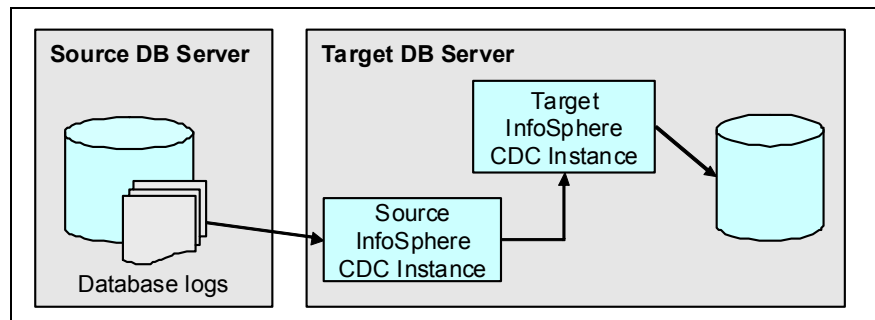 Source DB Server
Target DB Server
Target
InfoSphere
CDC Instance
Source
InfoSphere
CDC Instance
Database logs